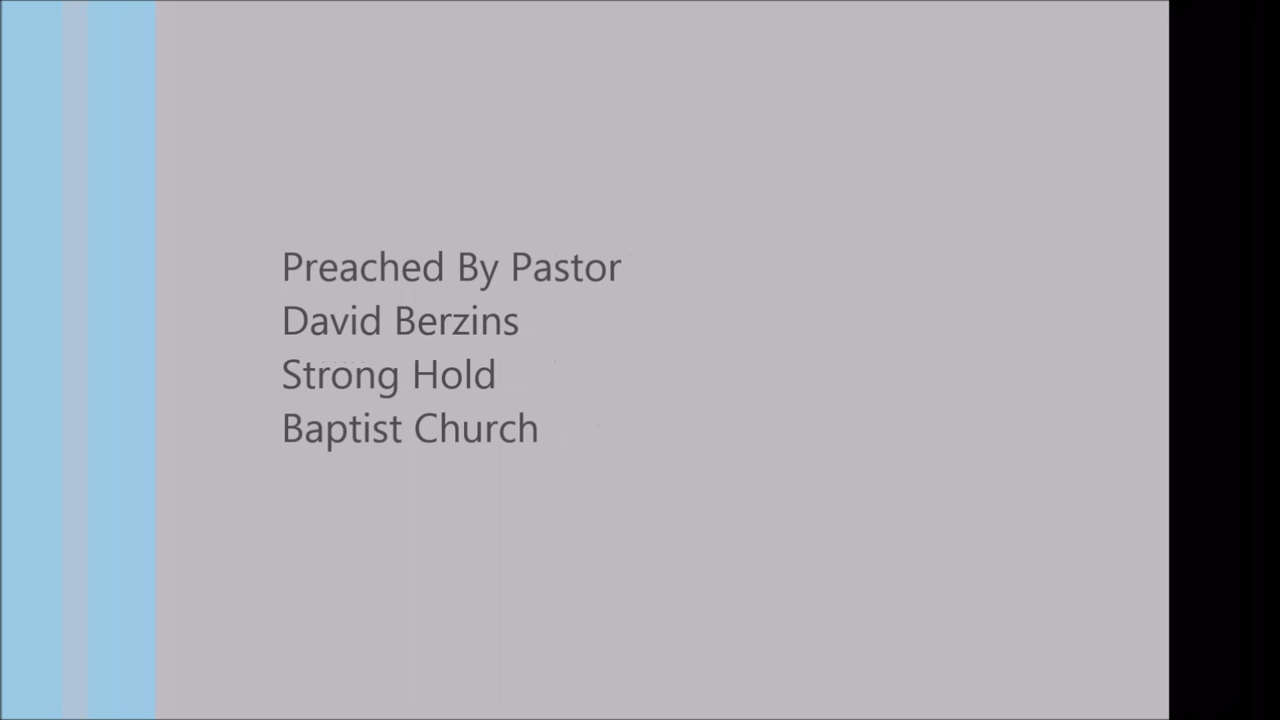 Preached By Pastor
David Berzins
Strong Hold
Baptist Church